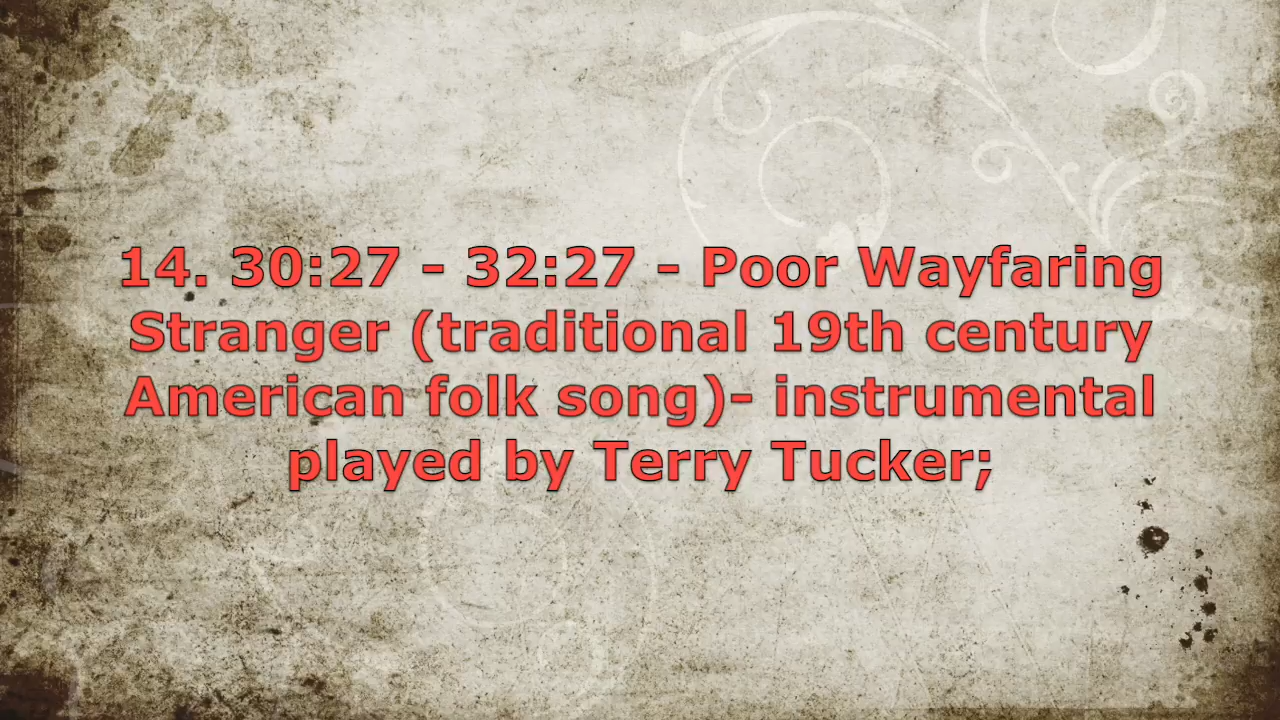 14. 30:27 - 32:27 - Poor Wayfaring
Stranger (traditional 19th century
American folk song)- instrumental
played by Terry Tucker;